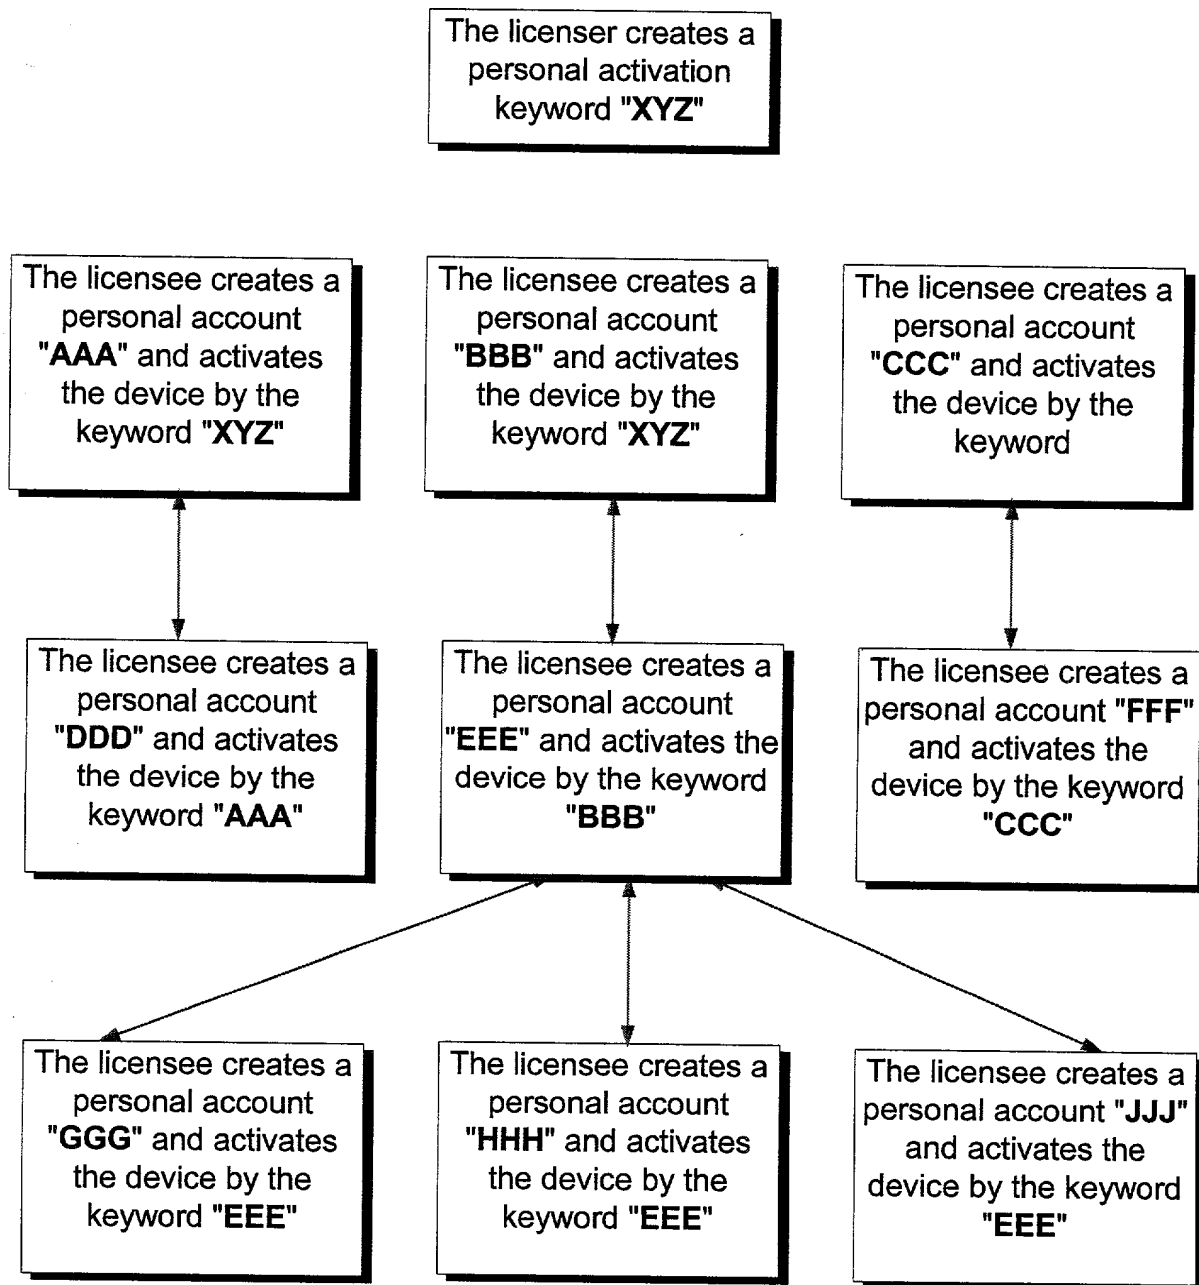 The licenser creates a
personal activation
keyword "XYZ"
The licensee creates a
personal account
"AAA" and activates
the device by the
keyword "XYZ"
The licensee creates a
personal account
"BBB" and activates
the device by the
keyword "XYZ"
The licensee creates a
personal account
"CCC" and activates
the device by the
keyword
The licensee creates a
personal account
"DDD" and activates
the device by the
keyword "AAA"
The licensee creates a
personal account
"EEE" and activates the
device by the keyword
"BBB"
The licensee creates a
personal account "FFF"
and activates the
device by the keyword
"CCC"
The licensee creates a
personal account
"GGG" and activates
the device by the
keyword "EEE"
The licensee creates a
personal account
"HHH" and activates
the device by the
keyword "EEE"
The licensee creates a
personal account "JJJ"
and activates the
device by the keyword
"EEE"